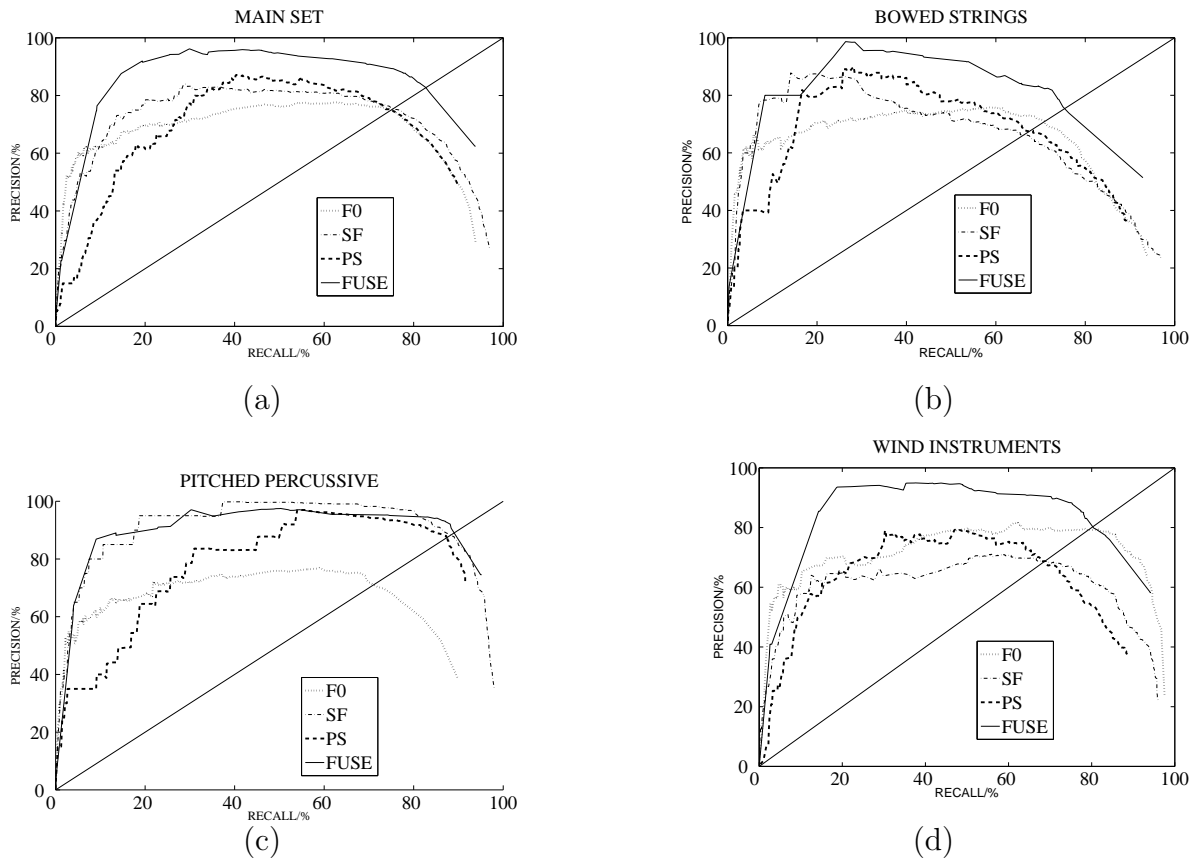 MAIN SET
100
80
60
40
20
0
PRECISION/%
0 20 40 60 80 100
RECALL/%
F0
SF
PS
FUSE
(a)
BOWED STRINGS
100
80
60
40
20
0
PRECISION/%
0 20 40 60 80 100
RECALL/%
F0
SF
PS
FUSE
(b)
PITCHED PERCUSSIVE
100
80
60
40
20
0
PRECISION/%
0 20 40 60 80 100
RECALL/%
F0
SF
PS
FUSE
(c)
WIND INSTRUMENTS
100
80
60
40
20
0
PRECISION/%
0 20 40 60 80 100
RECALL/%
F0
SF
PS
FUSE
(d)